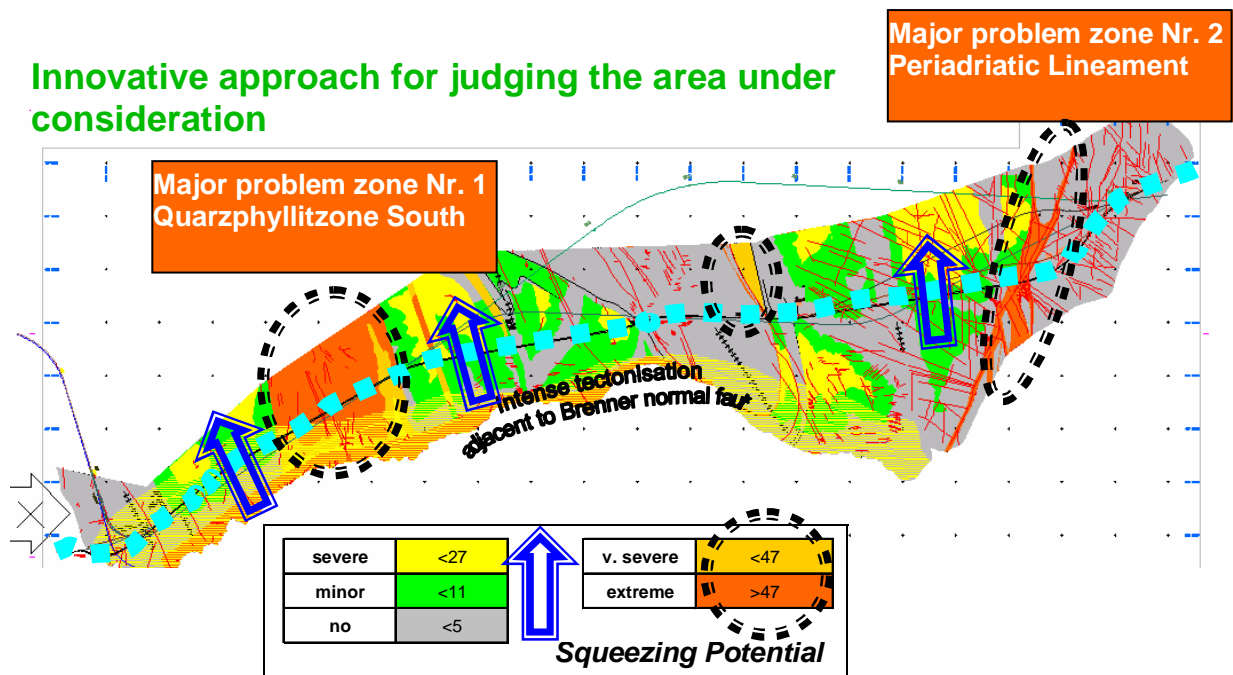 Innovative approach for judging the area under
consideration
Major problem zone Nr. 2
Periadriatic Lineament
Major problem zone Nr. 1
Quarzphyllitzone South
Intense tectonisation
adjacent to Brenner normal faut
severe <27
v. severe <47
minor <11
extreme >47
no <5
Squeezing Potential